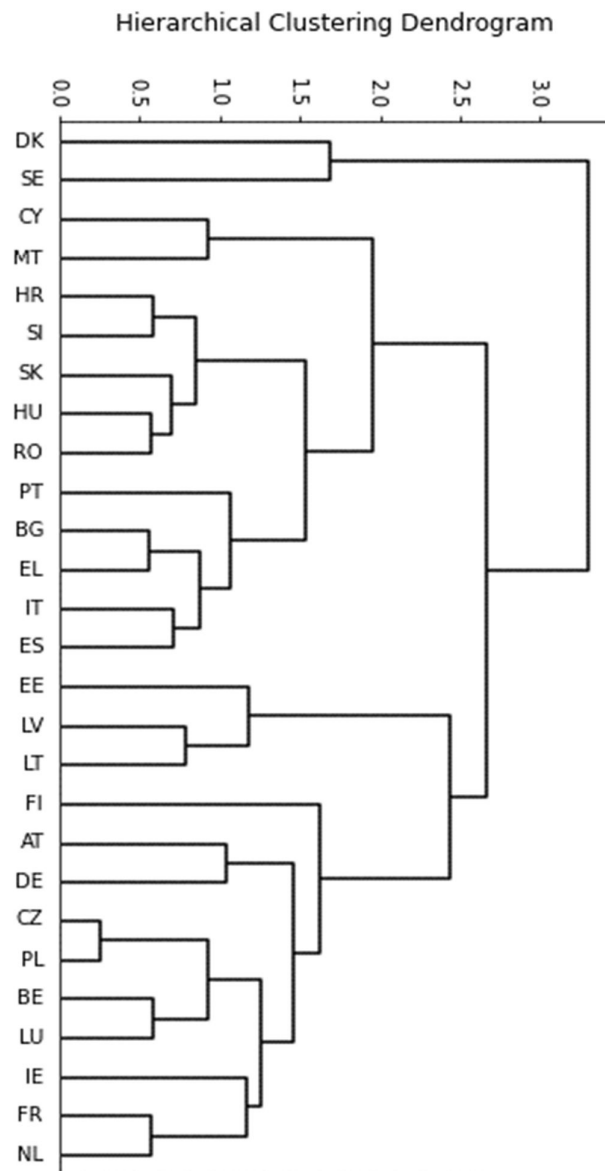 Hierarchical Clustering Dendrogram
0.0 0.5 1.0 1.5 2.0 2.5 3.0
DK
SE
CY
MT
HR
SI
SK
HU
RO
PT
BG
EL
IT
ES
EE
LV
LT
FI
AT
DE
CZ
PL
BE
LU
IE
FR
NL